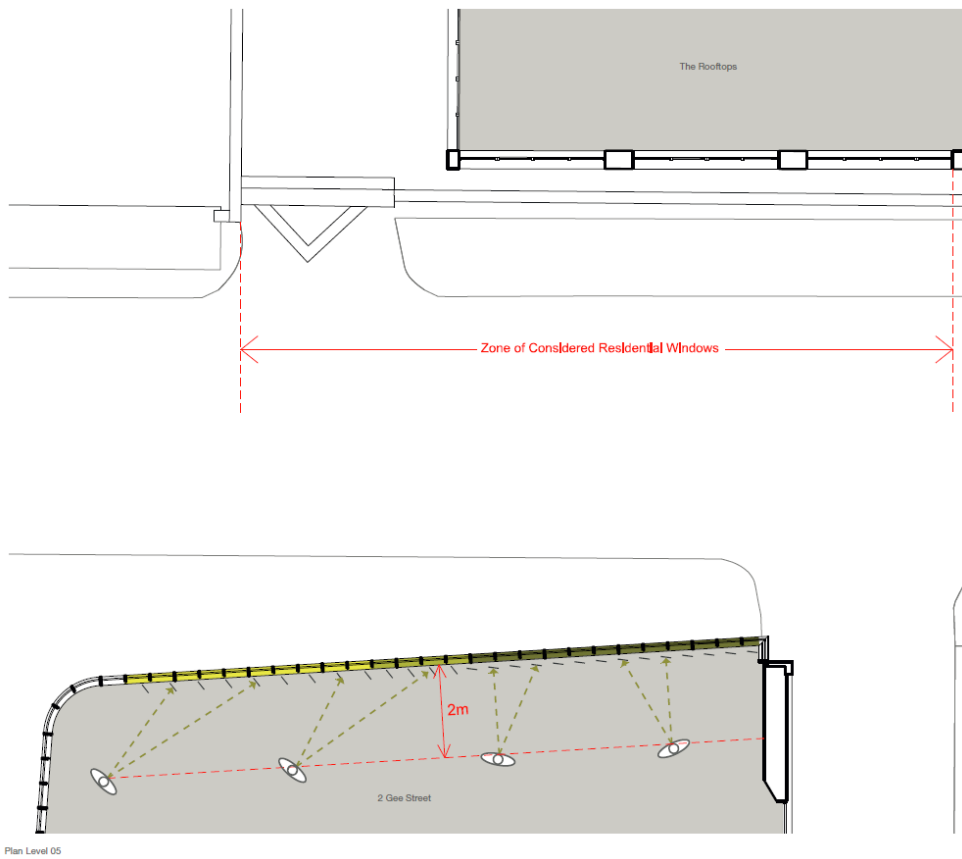 The Rooftops
Zone of Considered Residential Windows
2m
2 Gee Street
Plan Level 05